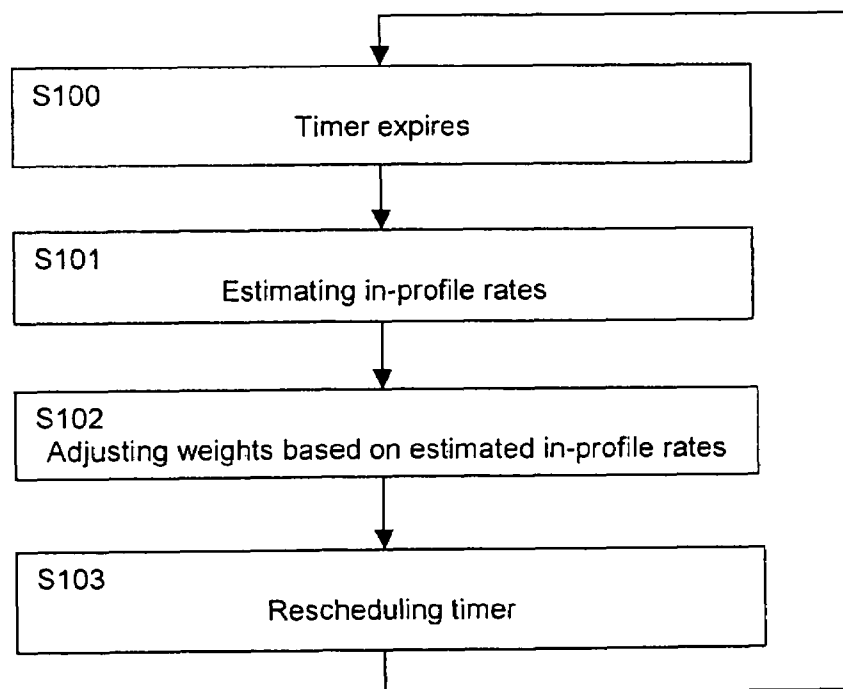 S100
Timer expires
S101
Estimating in-profile rates
S102
Adjusting weights based on estimated in-profile rates
S103
Rescheduling timer